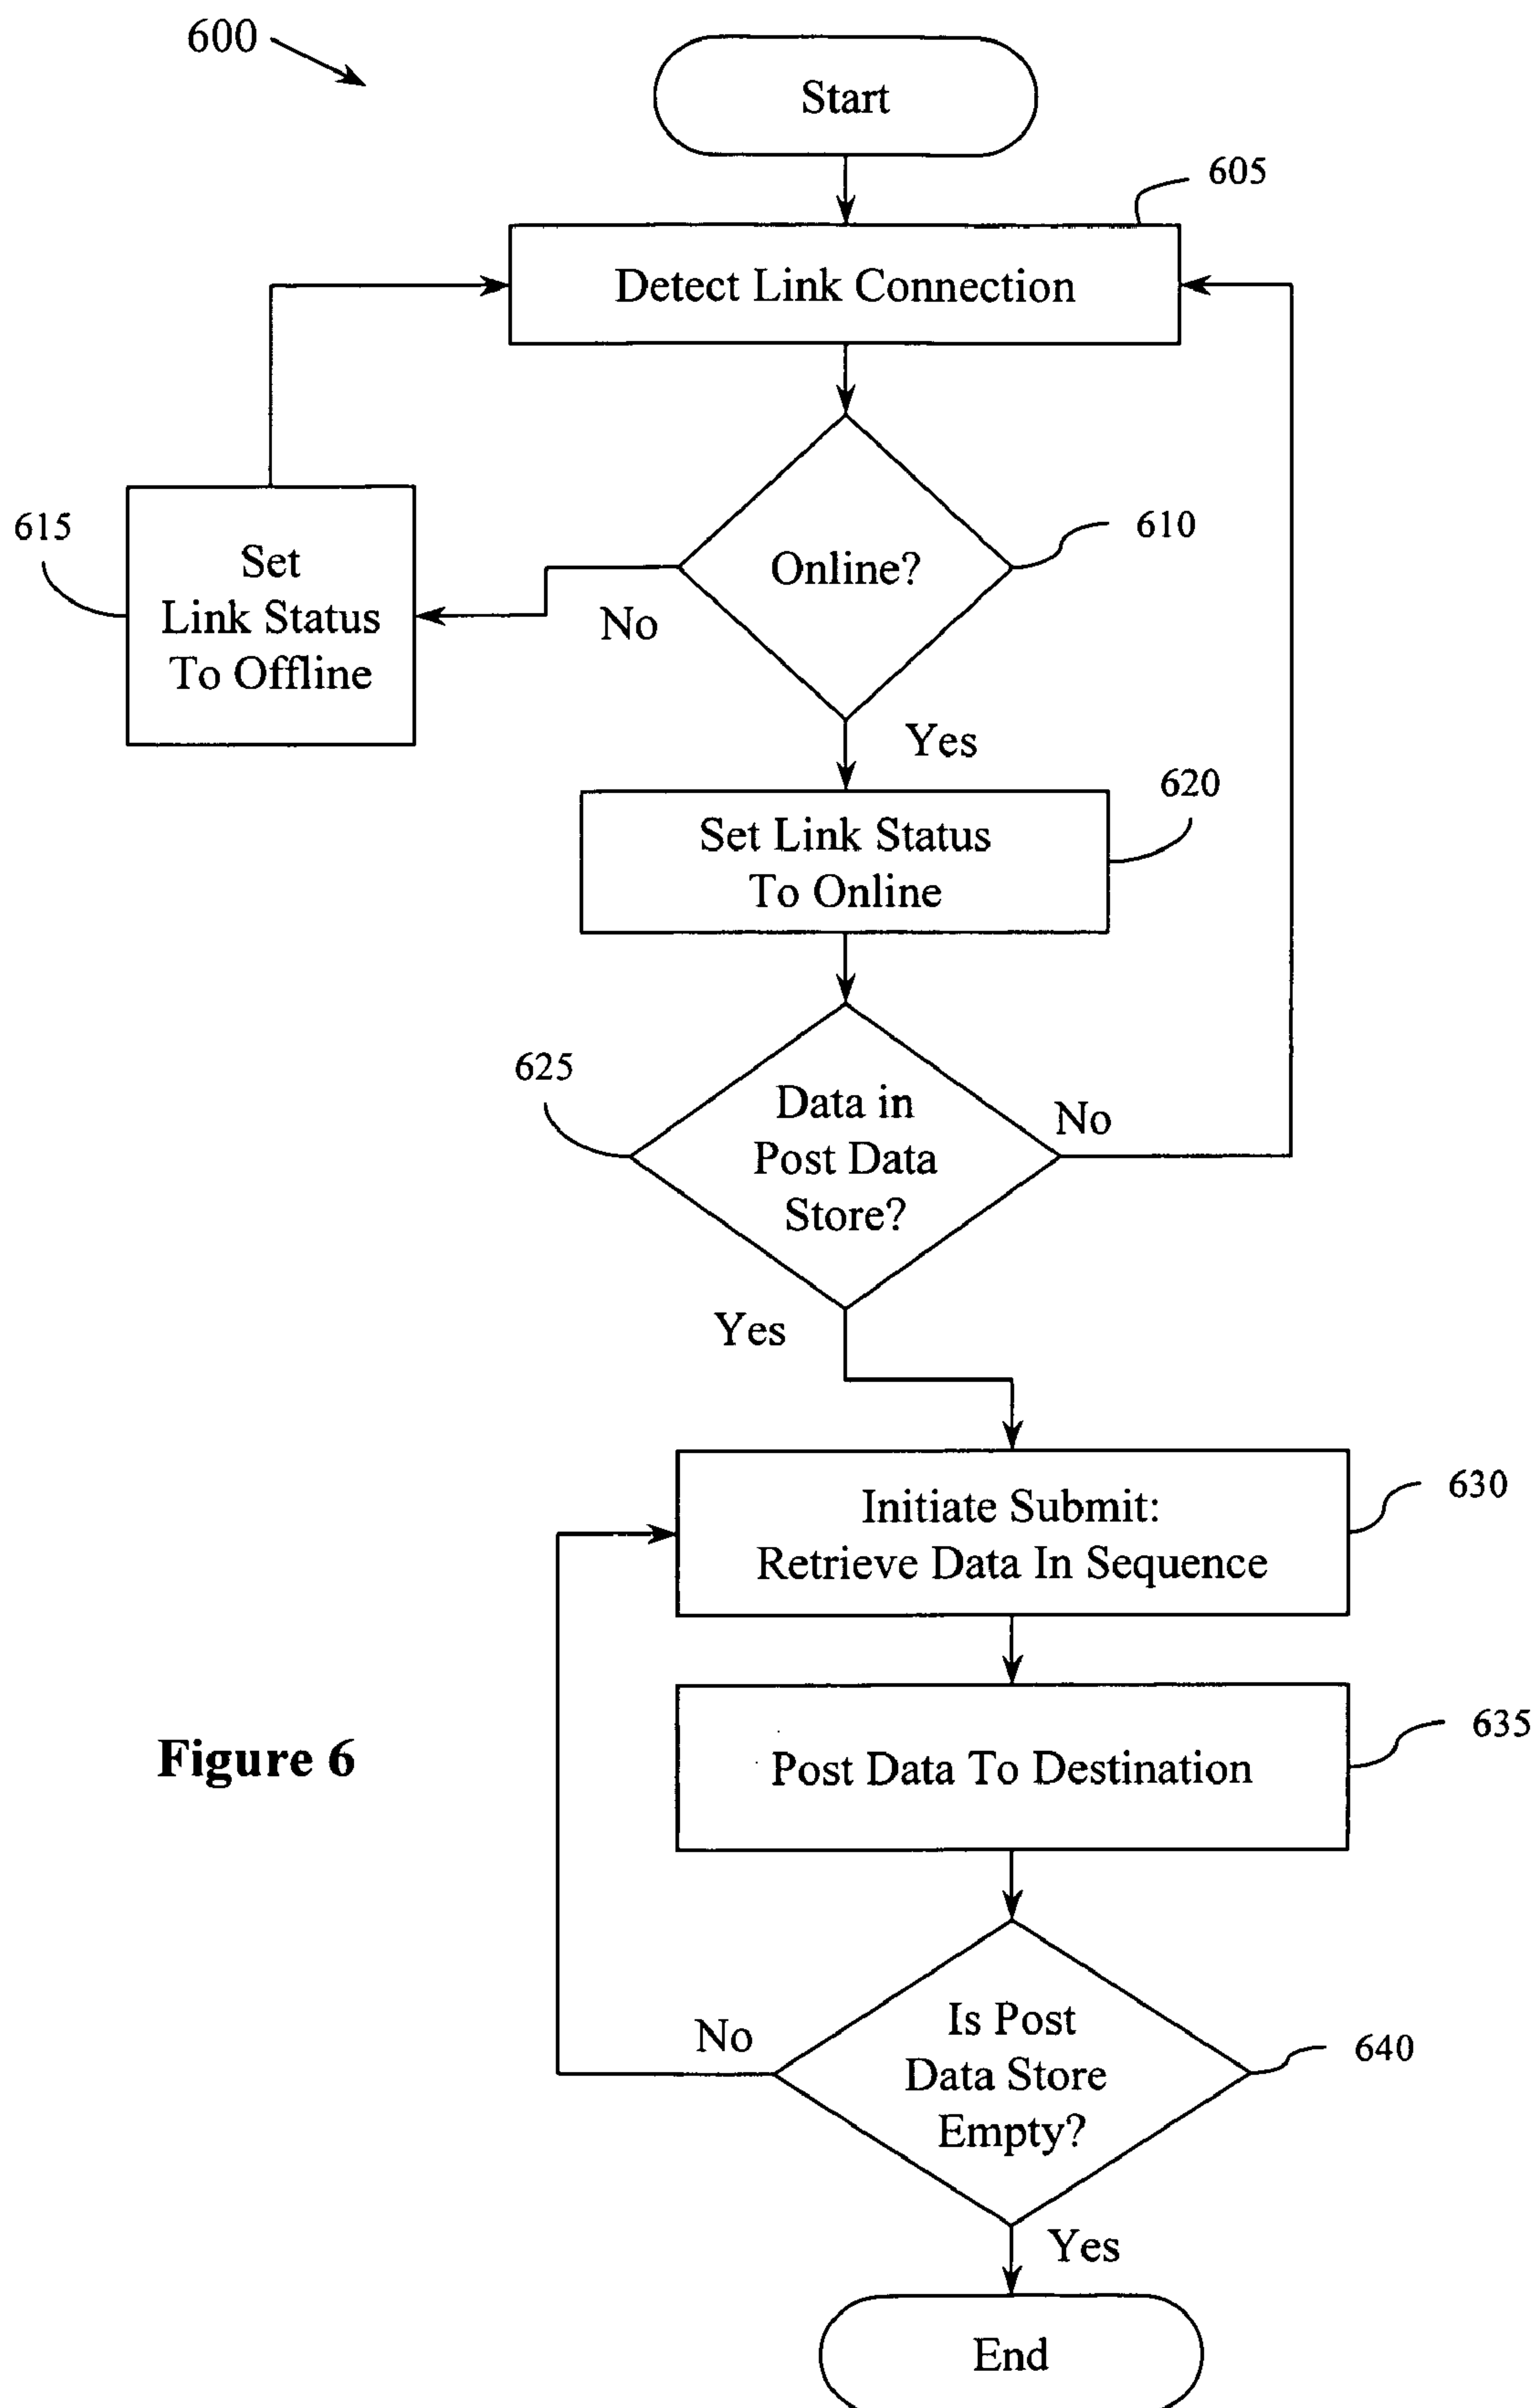 600
Start
605
Detect Link Connection
615
Set
Link Status
To Offline
Online?
610
No
Yes
620
Set Link Status
To Online
625
Data in
Post Data
Store?
No
Yes
630
Initiate Submit:
Retrieve Data In Sequence
635
Post Data To Destination
Figure 6
No
Is Post
Data Store
Empty?
640
Yes
End